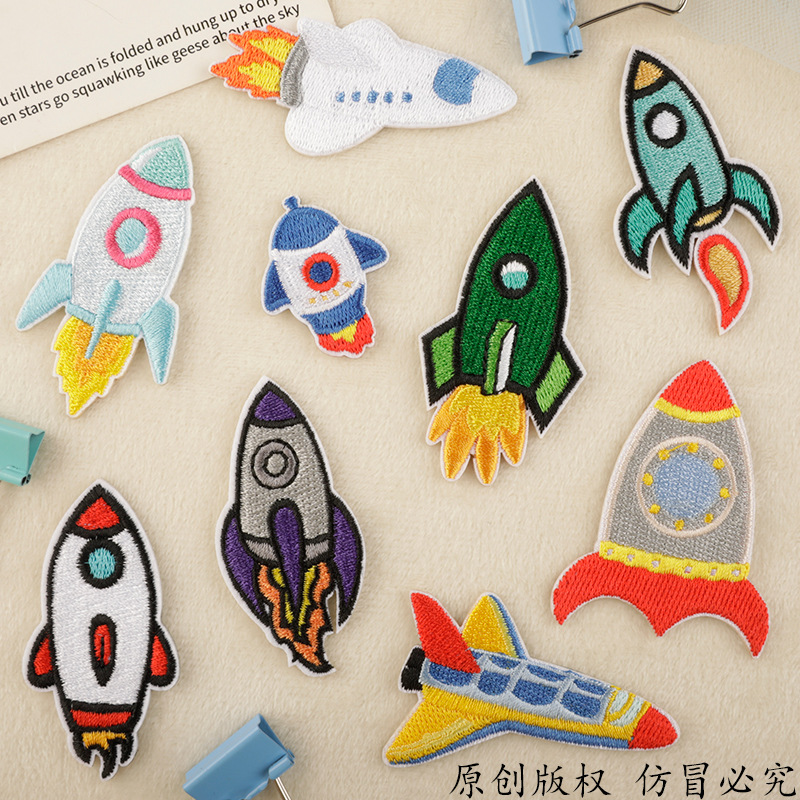 and hung up to dry
till the ocean is folded and
go squawking like geese about the sky
en stars
原创版权 仿冒必究